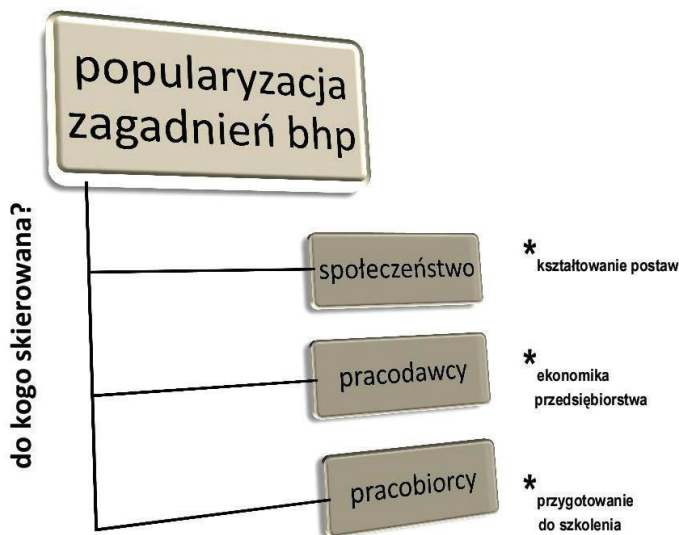 popularyzacja
zagadnień bhp
do kogo skierowana?
społeczeństwo
* kształtowanie postaw
pracodawcy
* ekonomika
przedsiębiorstwa
pracobiorcy
* przygotowanie
do szkolenia